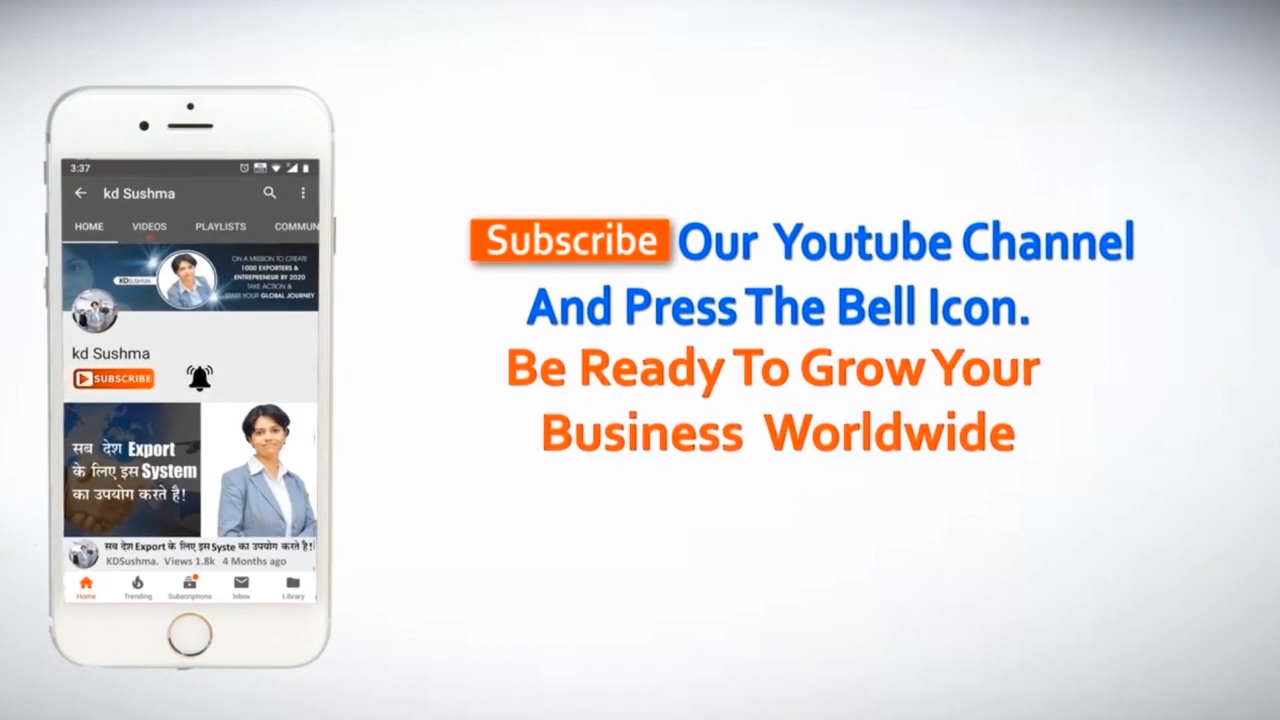 3:37
kd Sushma
HOME VIDEOS PLAYLISTS COMMUN
ON A MISSION TO CREATE
1000 EXPORTERS &
ENTREPRENEUR BY 2020
TAKE ACTION &
START YOUR GLOBAL JOURNEY
KDSUSHMA
kd Sushma
SUBSCRIBE
सब देश Export
के लिए इस System
का उपयोग करते है!
सब देश Export के लिए इस Syste का उपयोग करते है!
KDSushma. Views 1.8k 4 Months ago
Home Trending Subscriptions Inbox Library
Subscribe Our Youtube Channel
And Press The Bell Icon.
Be Ready To Grow Your
Business Worldwide